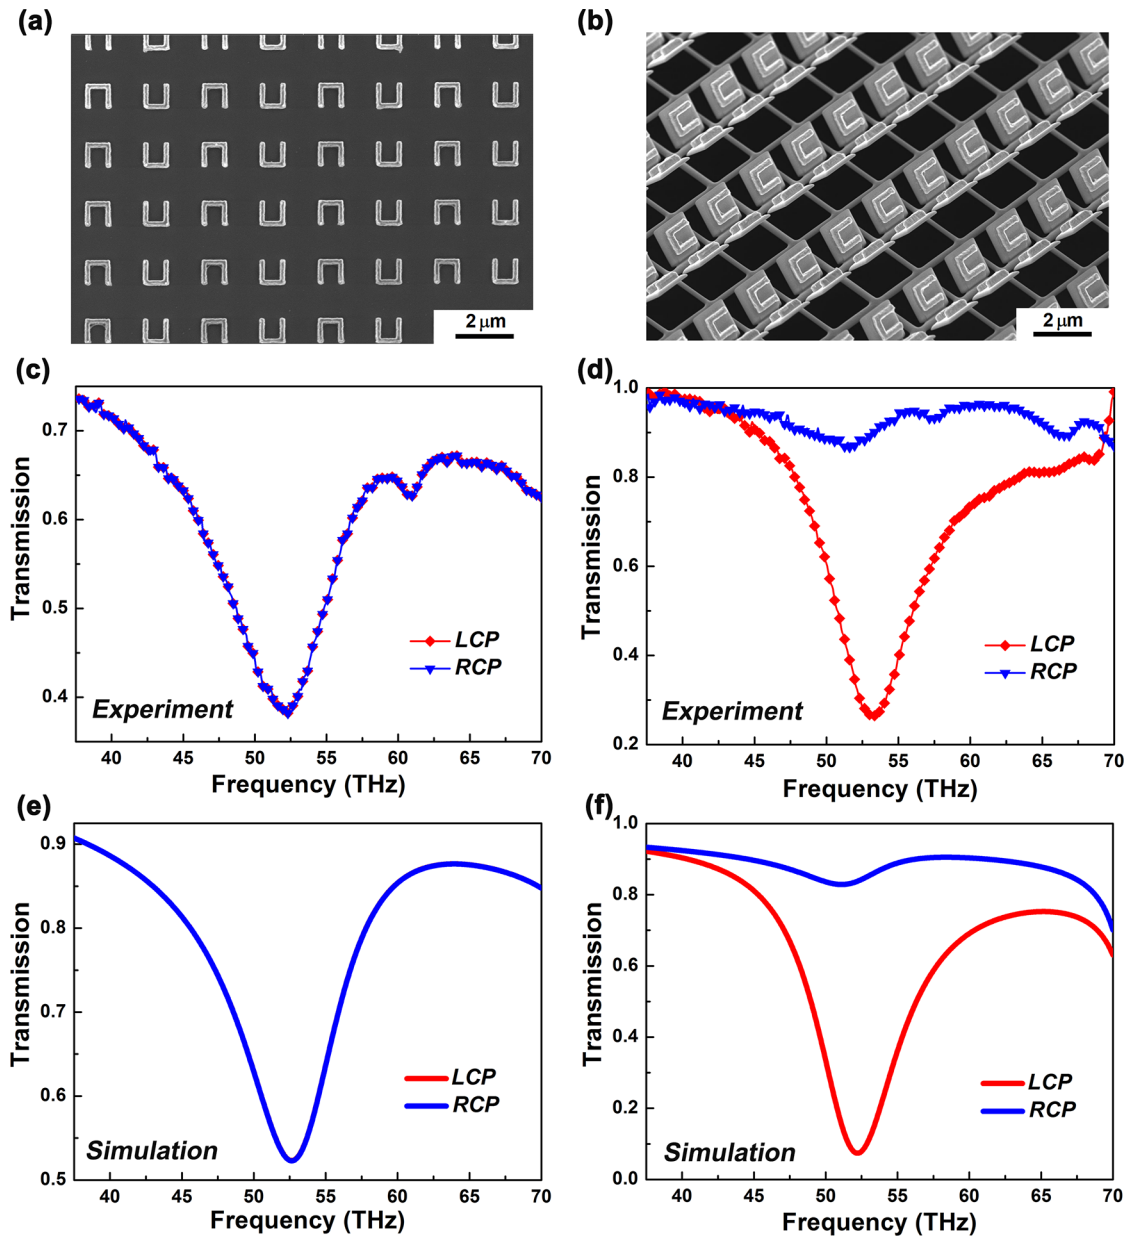 (a)
(b)
2 μm
2 μm
(c)
(d)
0.7
0.6
0.5
0.4
Transmission
LCP
RCP
Experiment
40 45 50 55 60 65 70
Frequency (THz)
1.0
0.8
0.6
0.4
0.2
Transmission
LCP
RCP
Experiment
40 45 50 55 60 65 70
Frequency (THz)
(e)
(f)
0.9
0.8
0.7
0.6
0.5
Transmission
LCP
RCP
Simulation
40 45 50 55 60 65 70
Frequency (THz)
1.0
0.8
0.6
0.4
0.2
0.0
Transmission
LCP
RCP
Simulation
40 45 50 55 60 65 70
Frequency (THz)